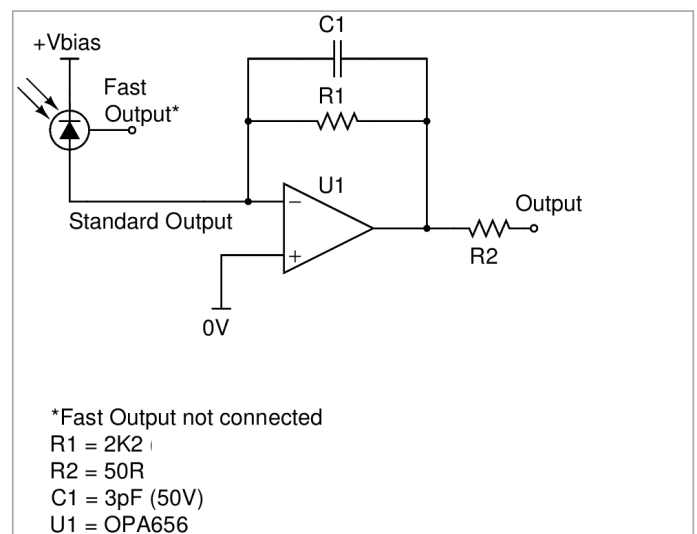 C1
+Vbias
Fast
Output*
R1
U1
−
+
Standard Output
Output
R2
0V
*Fast Output not connected
R1 = 2K2
R2 = 50R
C1 = 3pF (50V)
U1 = OPA656